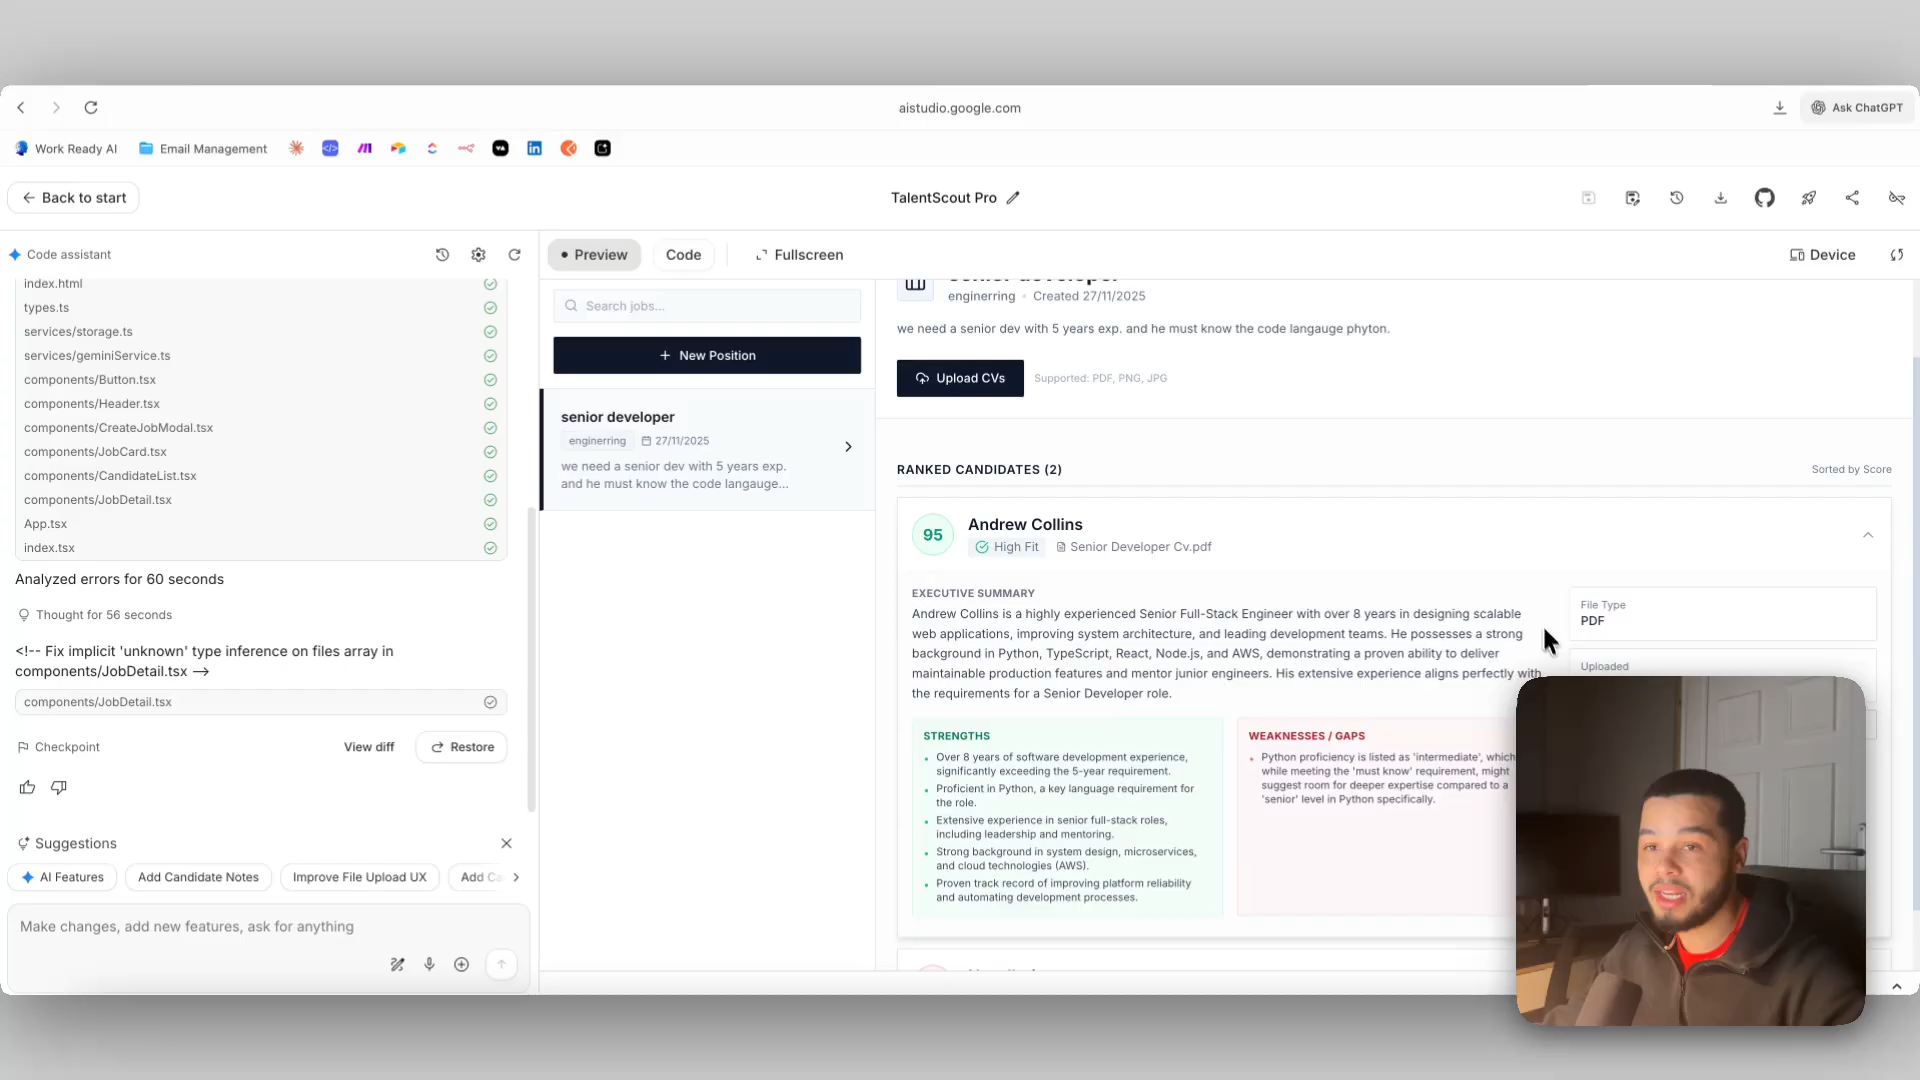 aistudio.google.com
Ask ChatGPT
Work Ready AI
Email Management
Back to start
TalentScout Pro
Code assistant
index.html
types.ts
services/storage.ts
services/geminiService.ts
components/Button.tsx
components/Header.tsx
components/CreateJobModal.tsx
components/JobCard.tsx
components/CandidateList.tsx
components/JobDetail.tsx
App.tsx
index.tsx
Analyzed errors for 60 seconds
Thought for 56 seconds
<!-- Fix implicit 'unknown' type inference on files array in
components/JobDetail.tsx -->
components/JobDetail.tsx
Checkpoint
View diff
Restore
Suggestions
AI Features
Add Candidate Notes
Improve File Upload UX
Add Ca
Make changes, add new features, ask for anything
Preview
Code
Fullscreen
Device
Search jobs...
+ New Position
senior developer
enginerring
27/11/2025
we need a senior dev with 5 years exp.
and he must know the code langauge...
senior developer
enginerring • Created 27/11/2025
we need a senior dev with 5 years exp. and he must know the code langauge phyton.
Upload CVs
Supported: PDF, PNG, JPG
RANKED CANDIDATES (2)
Sorted by Score
95
Andrew Collins
High Fit
Senior Developer Cv.pdf
EXECUTIVE SUMMARY
Andrew Collins is a highly experienced Senior Full-Stack Engineer with over 8 years in designing scalable
web applications, improving system architecture, and leading development teams. He possesses a strong
background in Python, TypeScript, React, Node.js, and AWS, demonstrating a proven ability to deliver
maintainable production features and mentor junior engineers. His extensive experience aligns perfectly with
the requirements for a Senior Developer role.
File Type
PDF
Uploaded
STRENGTHS
• Over 8 years of software development experience,
significantly exceeding the 5-year requirement.
• Proficient in Python, a key language requirement for
the role.
• Extensive experience in senior full-stack roles,
including leadership and mentoring.
• Strong background in system design, microservices,
and cloud technologies (AWS).
• Proven track record of improving platform reliability
and automating development processes.
WEAKNESSES / GAPS
• Python proficiency is listed as 'intermediate', which
while meeting the 'must know' requirement, might
suggest room for deeper expertise compared to a
'senior' level in Python specifically.